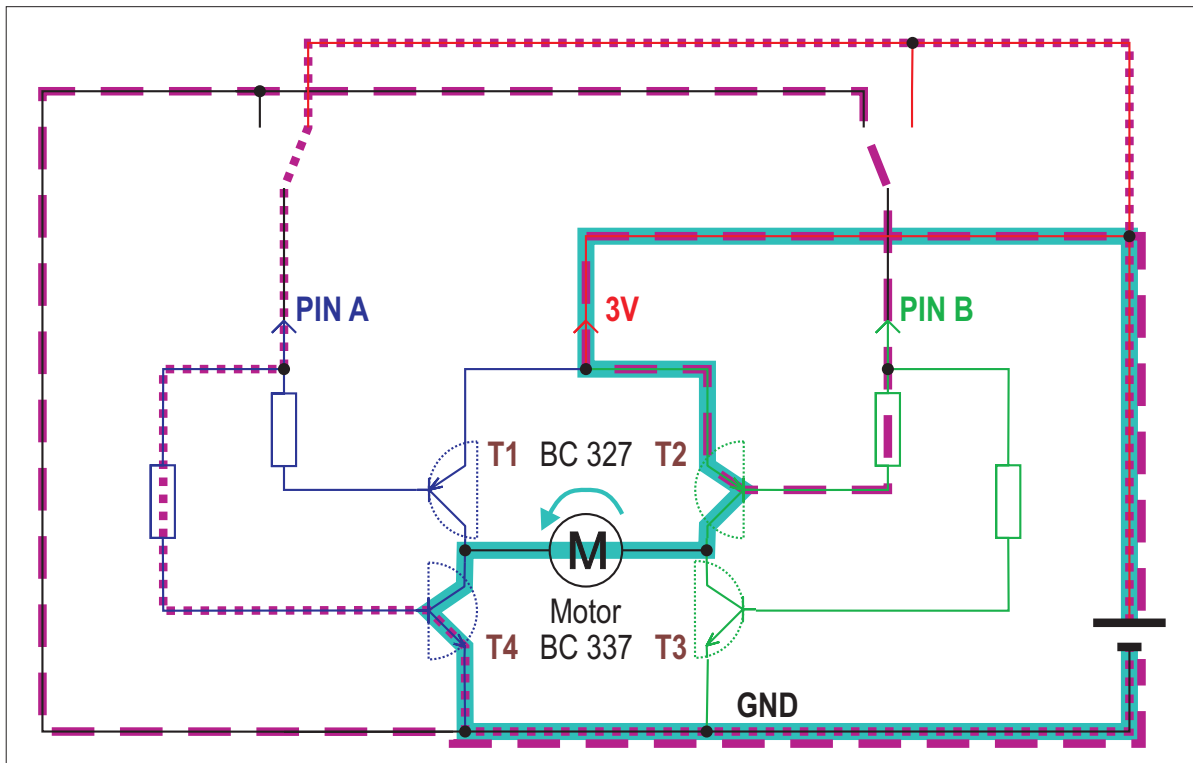 PIN A
3V
PIN B
T1 BC 327 T2
M
Motor
T4 BC 337 T3
GND